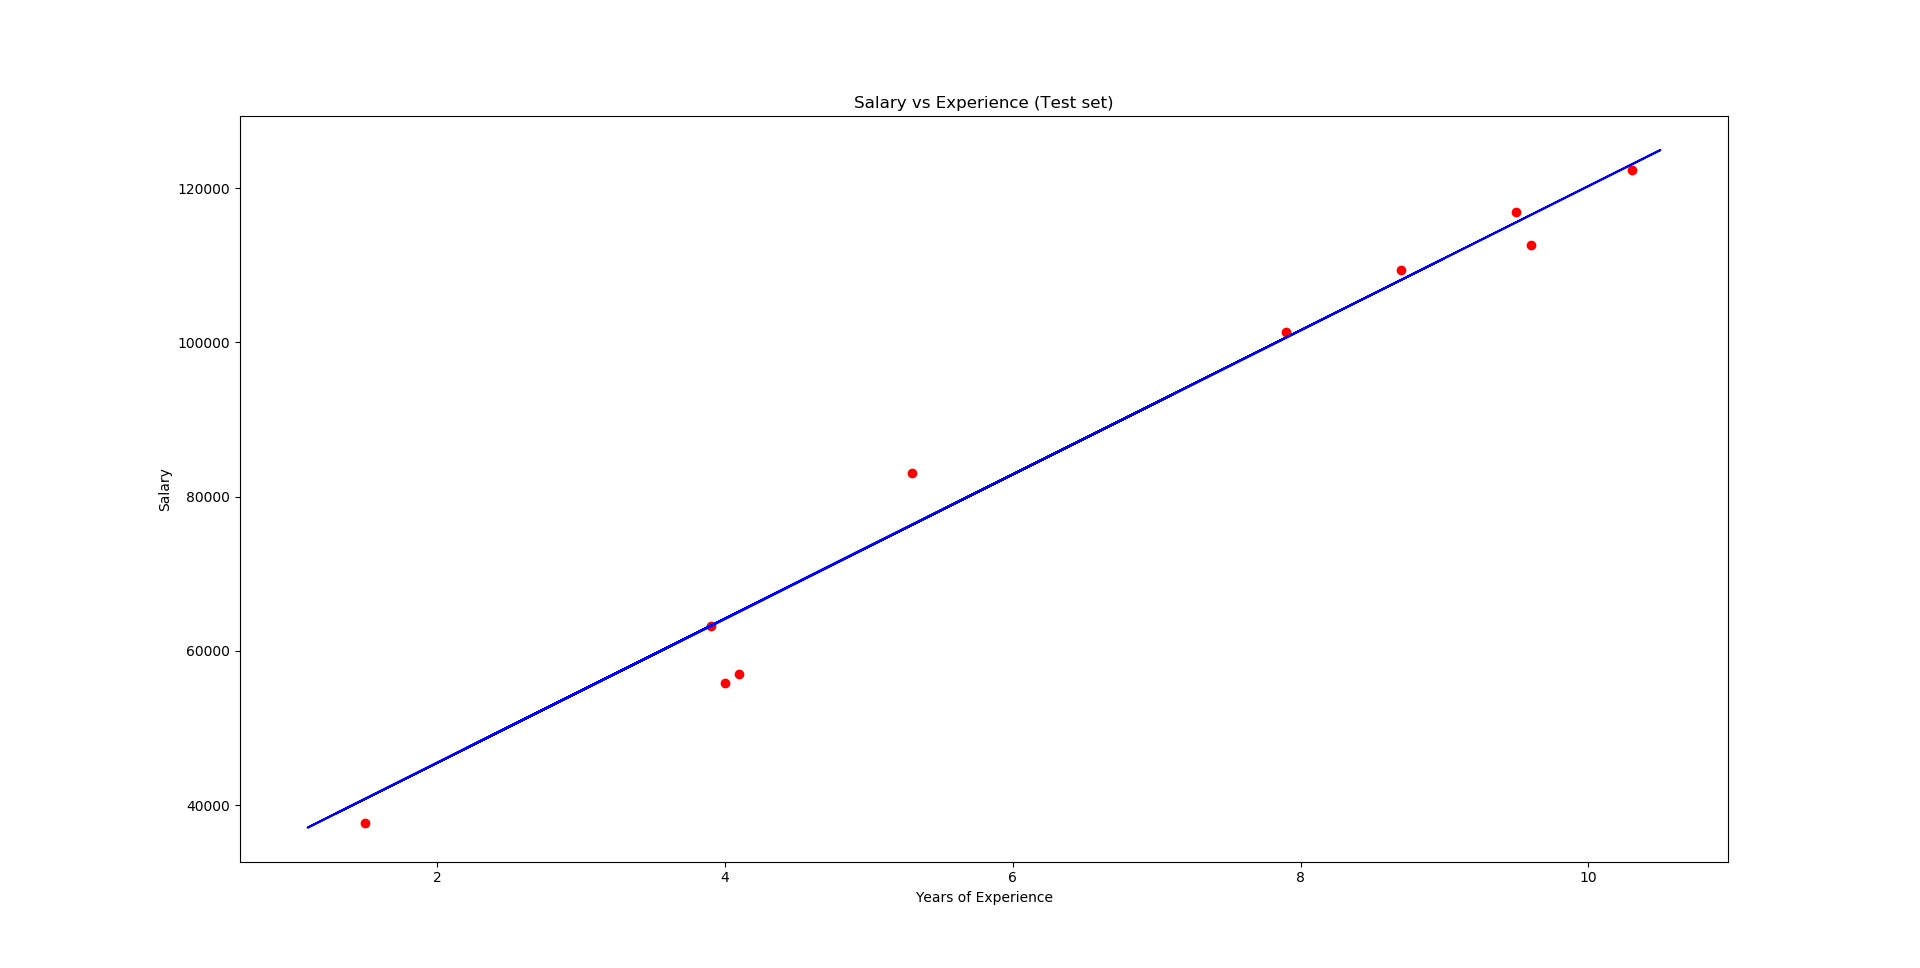 Salary vs Experience (Test set)
120000
100000
80000
60000
40000
Salary
2 4 6 8 10
Years of Experience